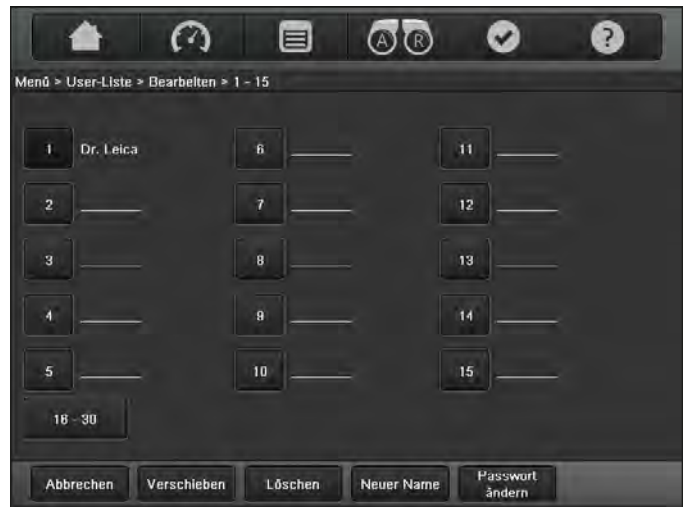 A R ?
Menü > User-Liste > Bearbeiten > 1 - 15
1 Dr. Leica 6 11
2 7 12
3 8 13
4 9 14
5 10 15
16 - 30
Abbrechen Verschieben Löschen Neuer Name Passwort
ändern